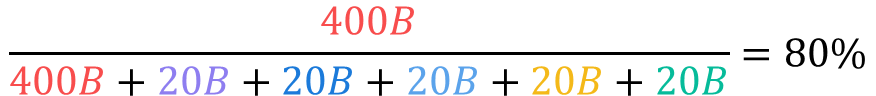 400B
400B + 20B + 20B + 20B + 20B + 20B = 80%